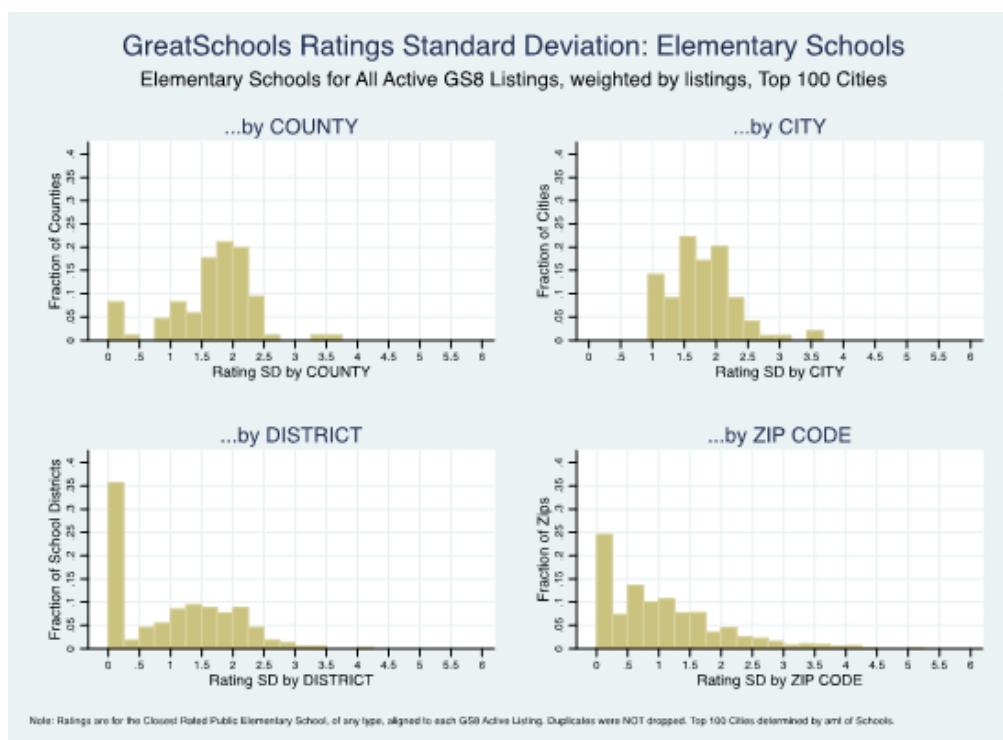 GreatSchools Ratings Standard Deviation: Elementary Schools
Elementary Schools for All Active GS8 Listings, weighted by listings, Top 100 Cities
...by COUNTY
Fraction of Counties
0 .05 .1 .15 .2 .25 .3 .35 .4
0 .5 1 1.5 2 2.5 3 3.5 4 4.5 5 5.5 6
Rating SD by COUNTY
...by CITY
Fraction of Cities
0 .05 .1 .15 .2 .25 .3 .35 .4
0 .5 1 1.5 2 2.5 3 3.5 4 4.5 5 5.5 6
Rating SD by CITY
...by DISTRICT
Fraction of School Districts
0 .05 .1 .15 .2 .25 .3 .35 .4
0 .5 1 1.5 2 2.5 3 3.5 4 4.5 5 5.5 6
Rating SD by DISTRICT
...by ZIP CODE
Fraction of Zips
0 .05 .1 .15 .2 .25 .3 .35 .4
0 .5 1 1.5 2 2.5 3 3.5 4 4.5 5 5.5 6
Rating SD by ZIP CODE
Note: Ratings are for the Closest Rated Public Elementary School, of any type, aligned to each GS8 Active Listing. Duplicates were NOT dropped. Top 100 Cities determined by amt of Schools.